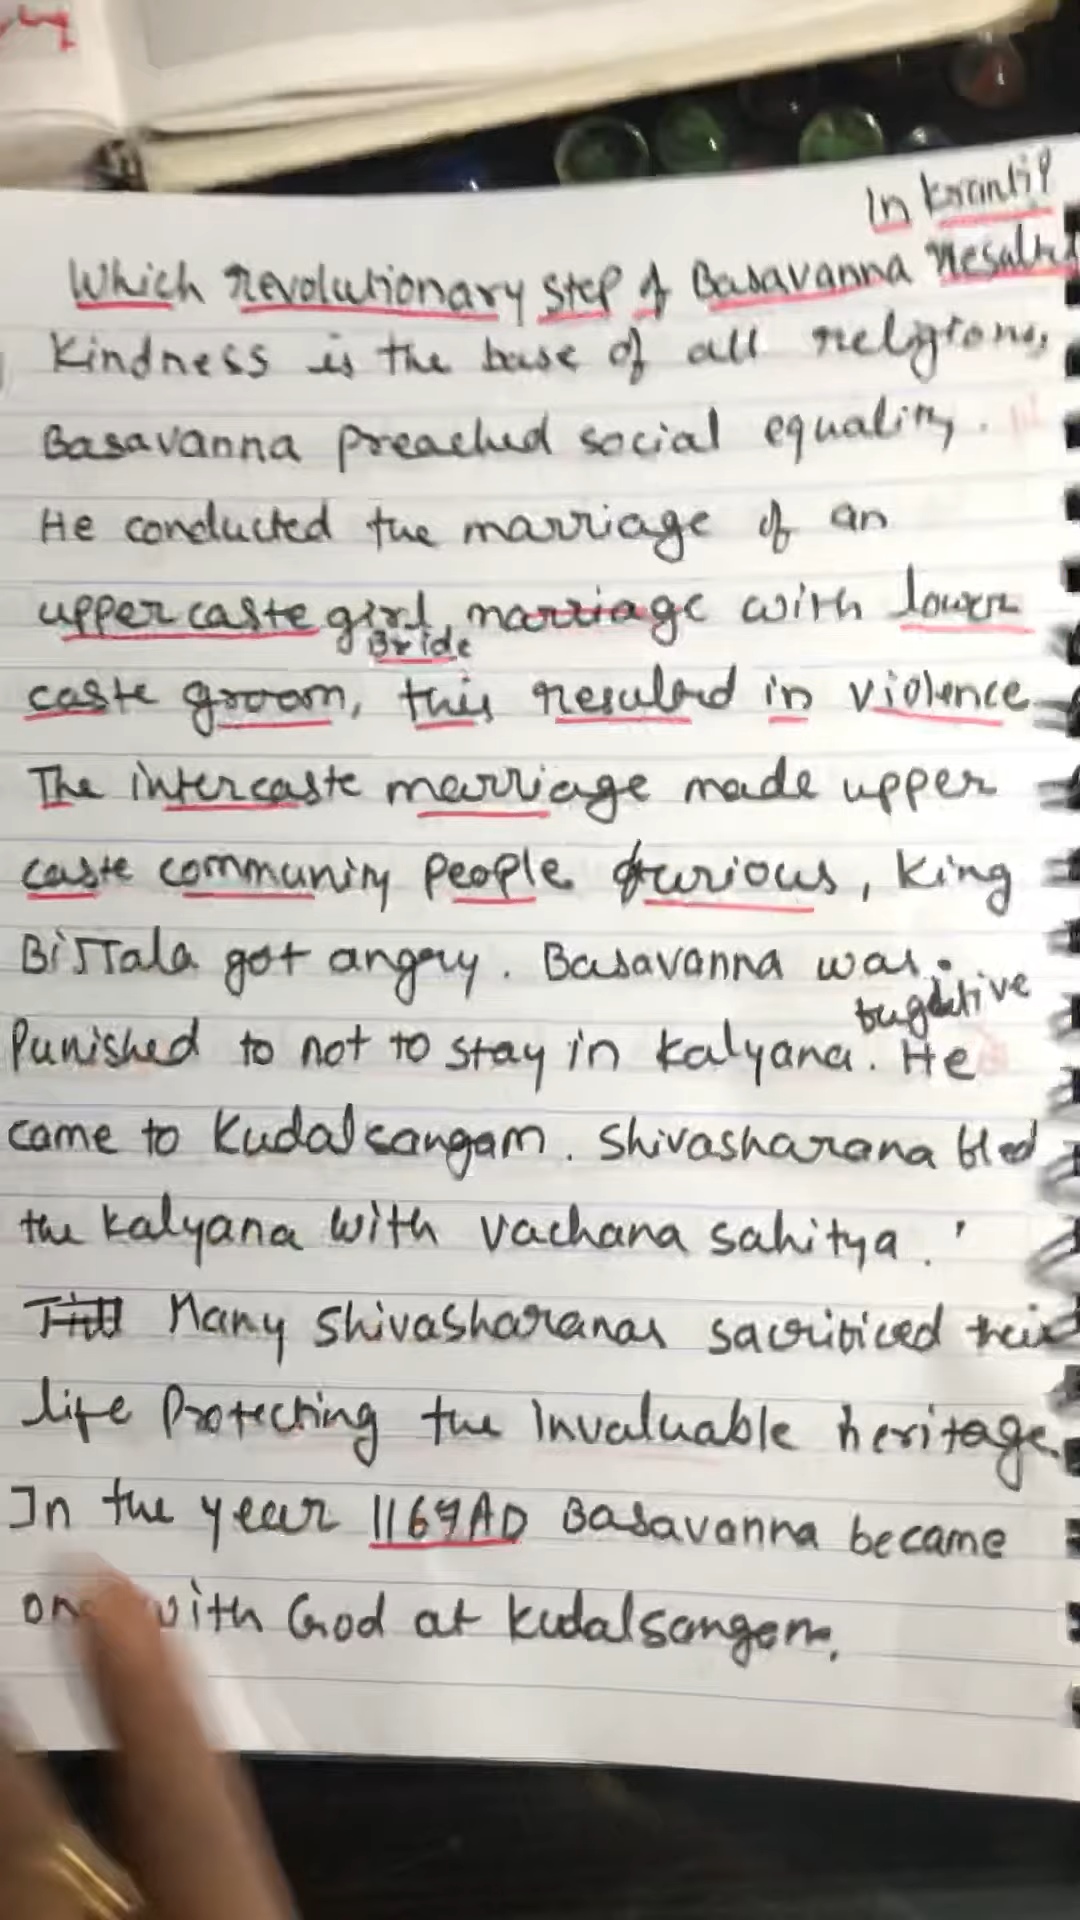 In kranti?
Which revolutionary step of Basavanna resulted
Kindness is the base of all religions,
Basavanna preached social equality.
He conducted the marriage of an
upper caste girl, marriage with lower
Bride
caste groom, this resulted in violence
The intercaste marriage made upper
caste community people furious, King
Bijjala got angry. Basavanna was
Punished to not to stay in Kalyana. He
came to Kudalsangam. Shivasharana fled
the Kalyana with vachana sahitya.
Many Shivasharanas sacrificed their
life Protecting the invaluable heritage.
In the year AD Basavanna became
one with God at Kudalsangem.